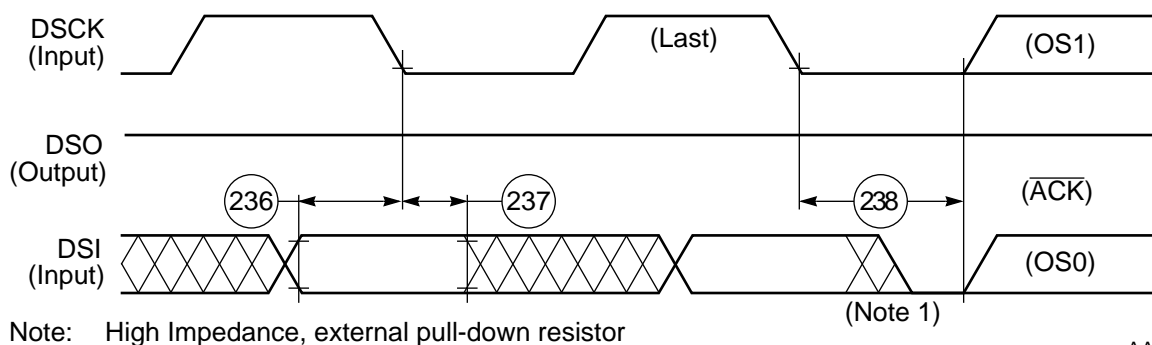 DSCK
(Input)
(Last)
(OS1)
DSO
(Output)
(ACK)
236
237
238
DSI
(Input)
(OS0)
(Note 1)
Note: High Impedance, external pull-down resistor